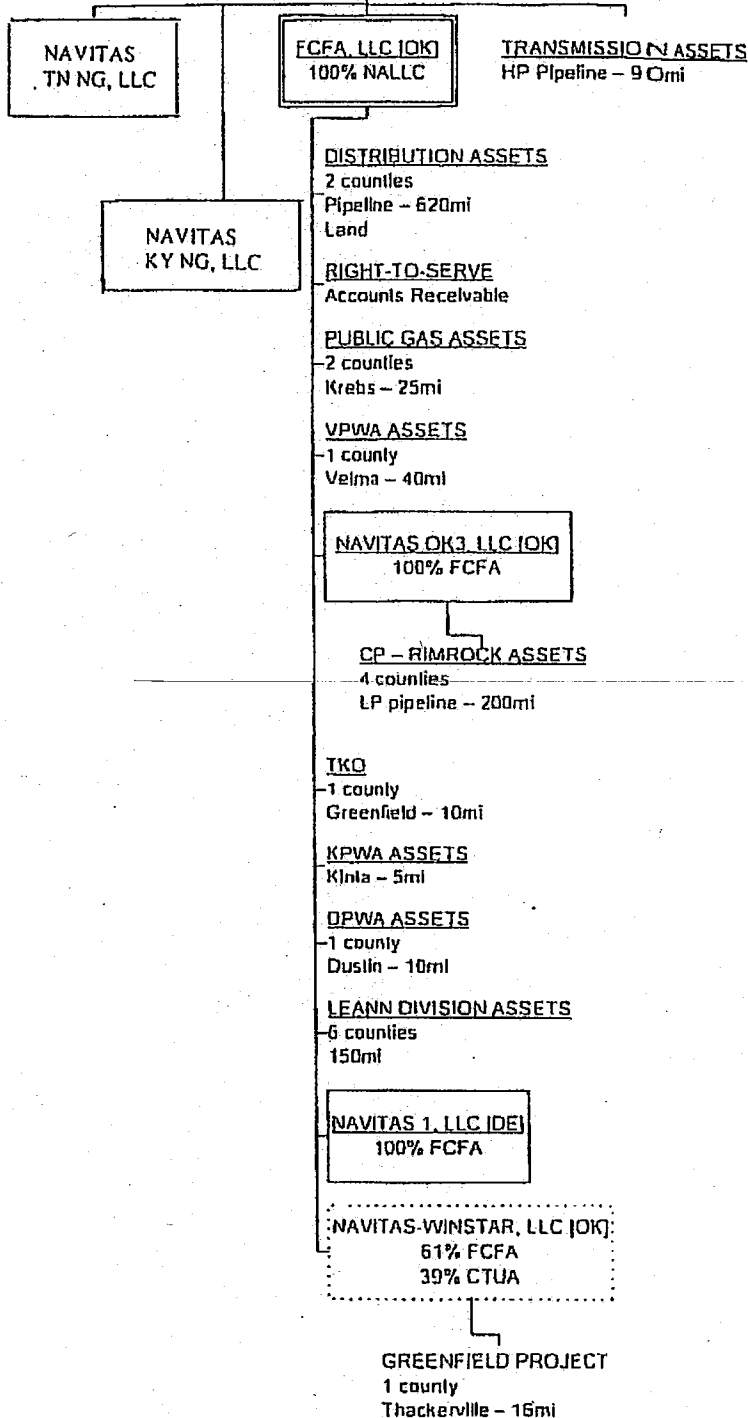 NAVITAS
TN NG, LLC
FCFA, LLC [OK]
100% NALLC
TRANSMISSION ASSETS
HP Pipeline – 90mi
NAVITAS
KY NG, LLC
DISTRIBUTION ASSETS
2 counties
Pipeline – 620mi
Land
RIGHT-TO-SERVE
Accounts Receivable
PUBLIC GAS ASSETS
2 counties
Krebs – 25mi
VPWA ASSETS
1 county
Velma – 40mi
NAVITAS OK3, LLC [OK]
100% FCFA
CP – RIMROCK ASSETS
4 counties
LP pipeline – 200mi
TKO
1 county
Greenfield – 10mi
KPWA ASSETS
Kinta – 5mi
DPWA ASSETS
1 county
Dustin – 10mi
LEANN DIVISION ASSETS
6 counties
150mi
NAVITAS 1, LLC [DE]
100% FCFA
NAVITAS-WINSTAR, LLC [OK]
61% FCFA
39% CTUA
GREENFIELD PROJECT
1 county
Thackerville – 16mi